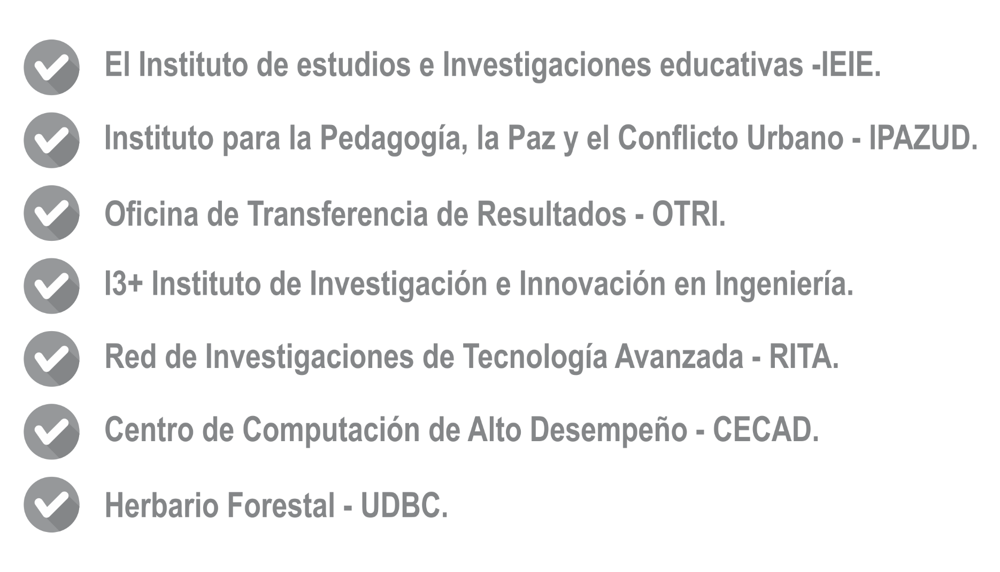 El Instituto de estudios e Investigaciones educativas -IEIE.
Instituto para la Pedagogía, la Paz y el Conflicto Urbano - IPAZUD.
Oficina de Transferencia de Resultados - OTRI.
I3+ Instituto de Investigación e Innovación en Ingeniería.
Red de Investigaciones de Tecnología Avanzada - RITA.
Centro de Computación de Alto Desempeño - CECAD.
Herbario Forestal - UDBC.